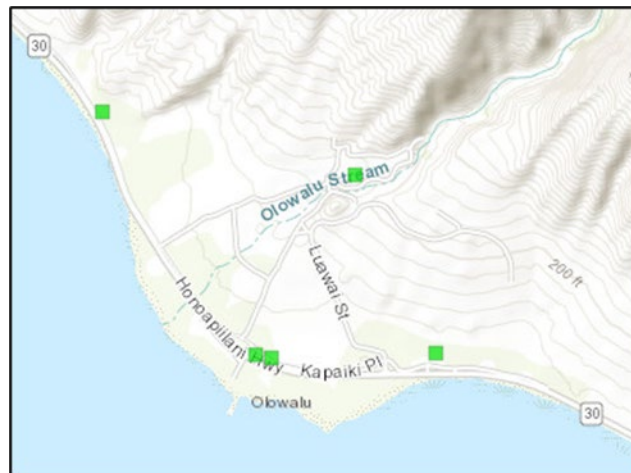 30
Olowalu Stream
Luawai St
200 ft
Honoapiilani Hwy
Kapaiki Pl
Olowalu
30